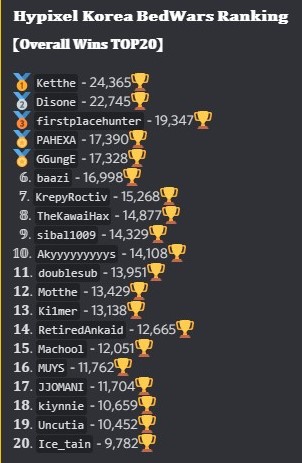 Hypixel Korea BedWars Ranking
[Overall Wins TOP20]
🥇 Ketthe - 24,365🏆
🥈 Disone - 22,745🏆
🥉 firstplacehunter - 19,347🏆
🏅 PAHEXA - 17,390🏆
🏅 GGungE - 17,328🏆
6. baazi - 16,998🏆
7. KrepyRoctiv - 15,268🏆
8. TheKawaiHax - 14,877🏆
9. sibal1009 - 14,329🏆
10. Akyyyyyyyyys - 14,108🏆
11. doublesub - 13,951🏆
12. Motthe - 13,429🏆
13. Kilmer - 13,138🏆
14. RetiredAnkaid - 12,665🏆
15. Machool - 12,051🏆
16. MUYS - 11,762🏆
17. JJOMANI - 11,704🏆
18. kiynnie - 10,659🏆
19. Uncutia - 10,452🏆
20. Ice_tain - 9,782🏆